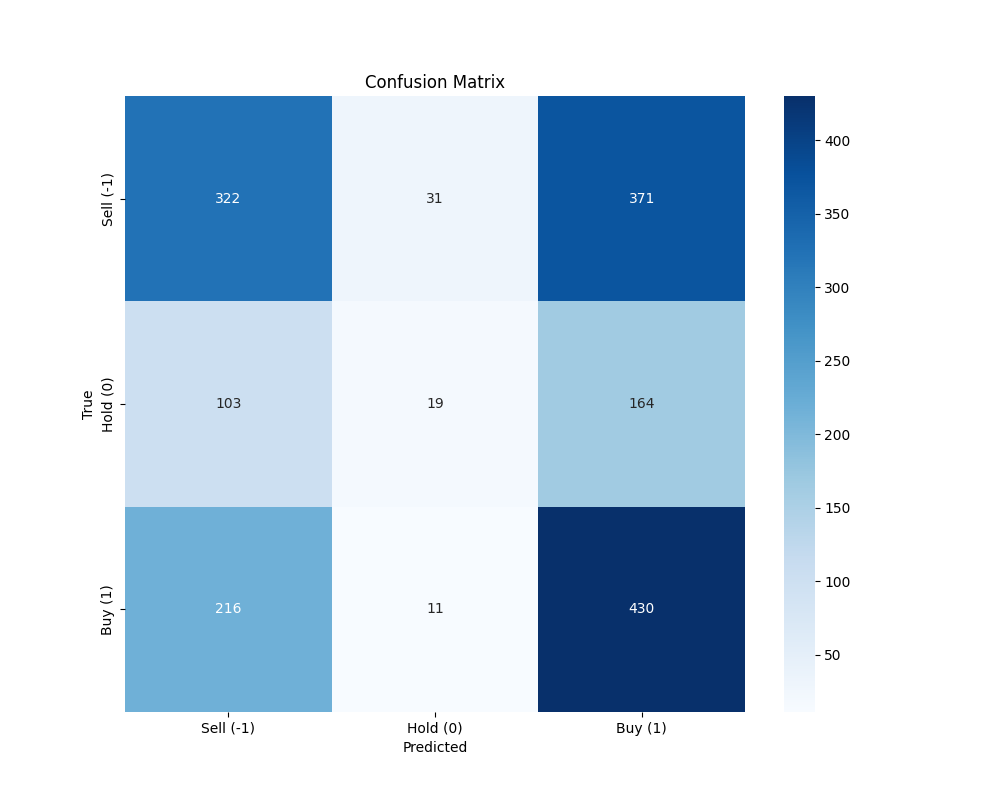 Confusion Matrix
Sell (-1)
322
31
371
400
350
300
250
200
150
100
50
True
Hold (0)
103
19
164
Buy (1)
216
11
430
Sell (-1)
Hold (0)
Buy (1)
Predicted